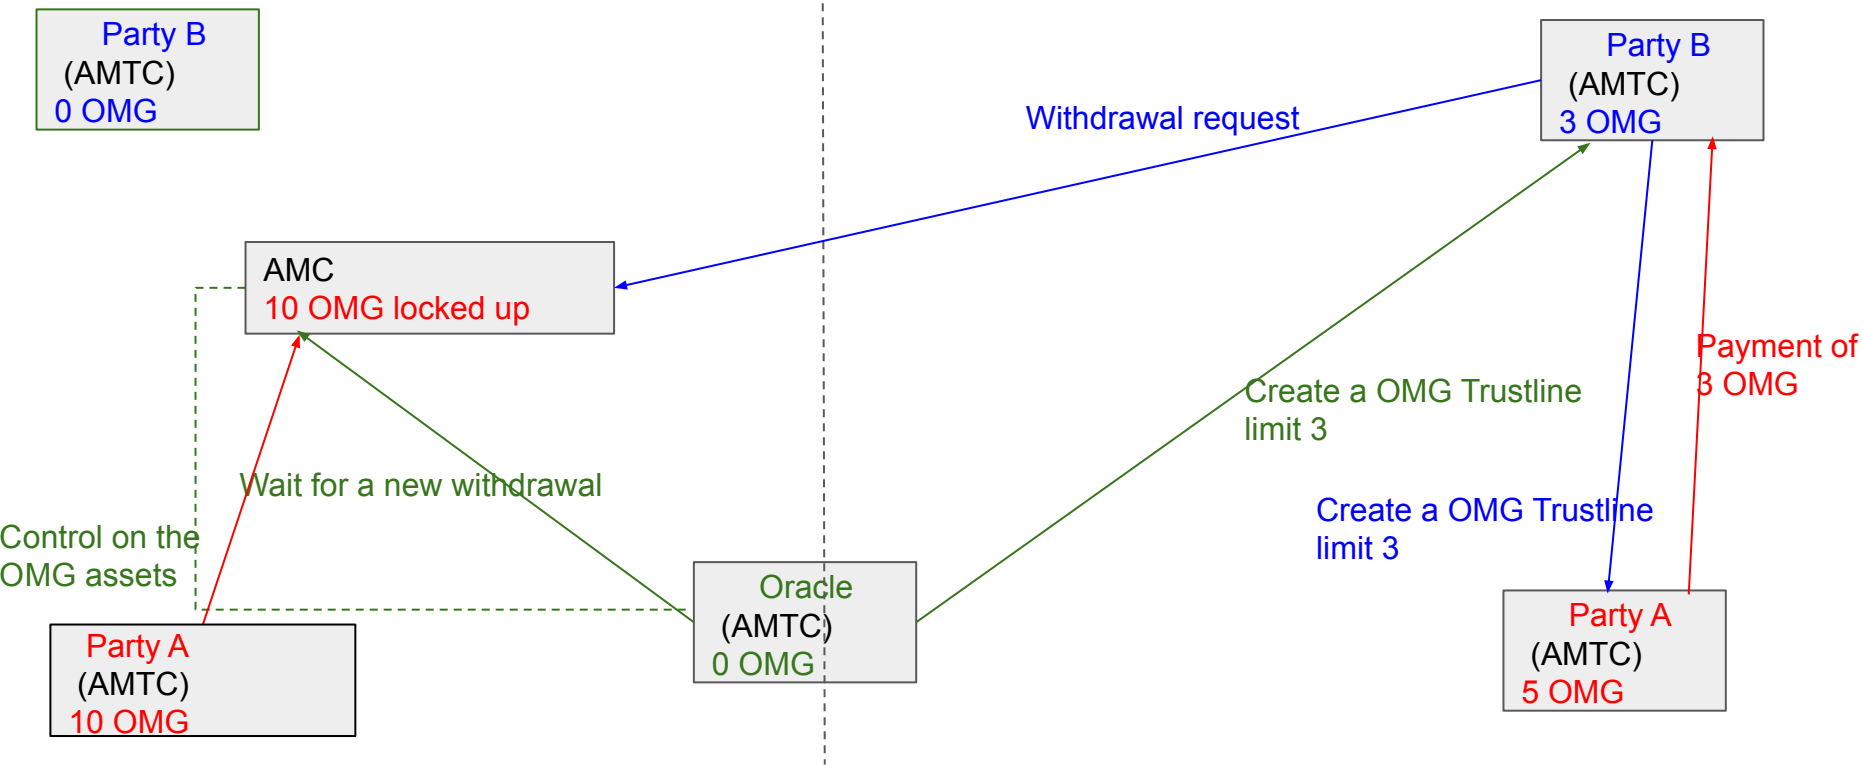 Party B
(AMTC)
0 OMG
Party B
(AMTC)
3 OMG
Withdrawal request
AMC
10 OMG locked up
Payment of
3 OMG
Create a OMG Trustline
limit 3
Wait for a new withdrawal
Create a OMG Trustline
limit 3
Control on the
OMG assets
Oracle
(AMTC)
0 OMG
Party A
(AMTC)
5 OMG
Party A
(AMTC)
10 OMG